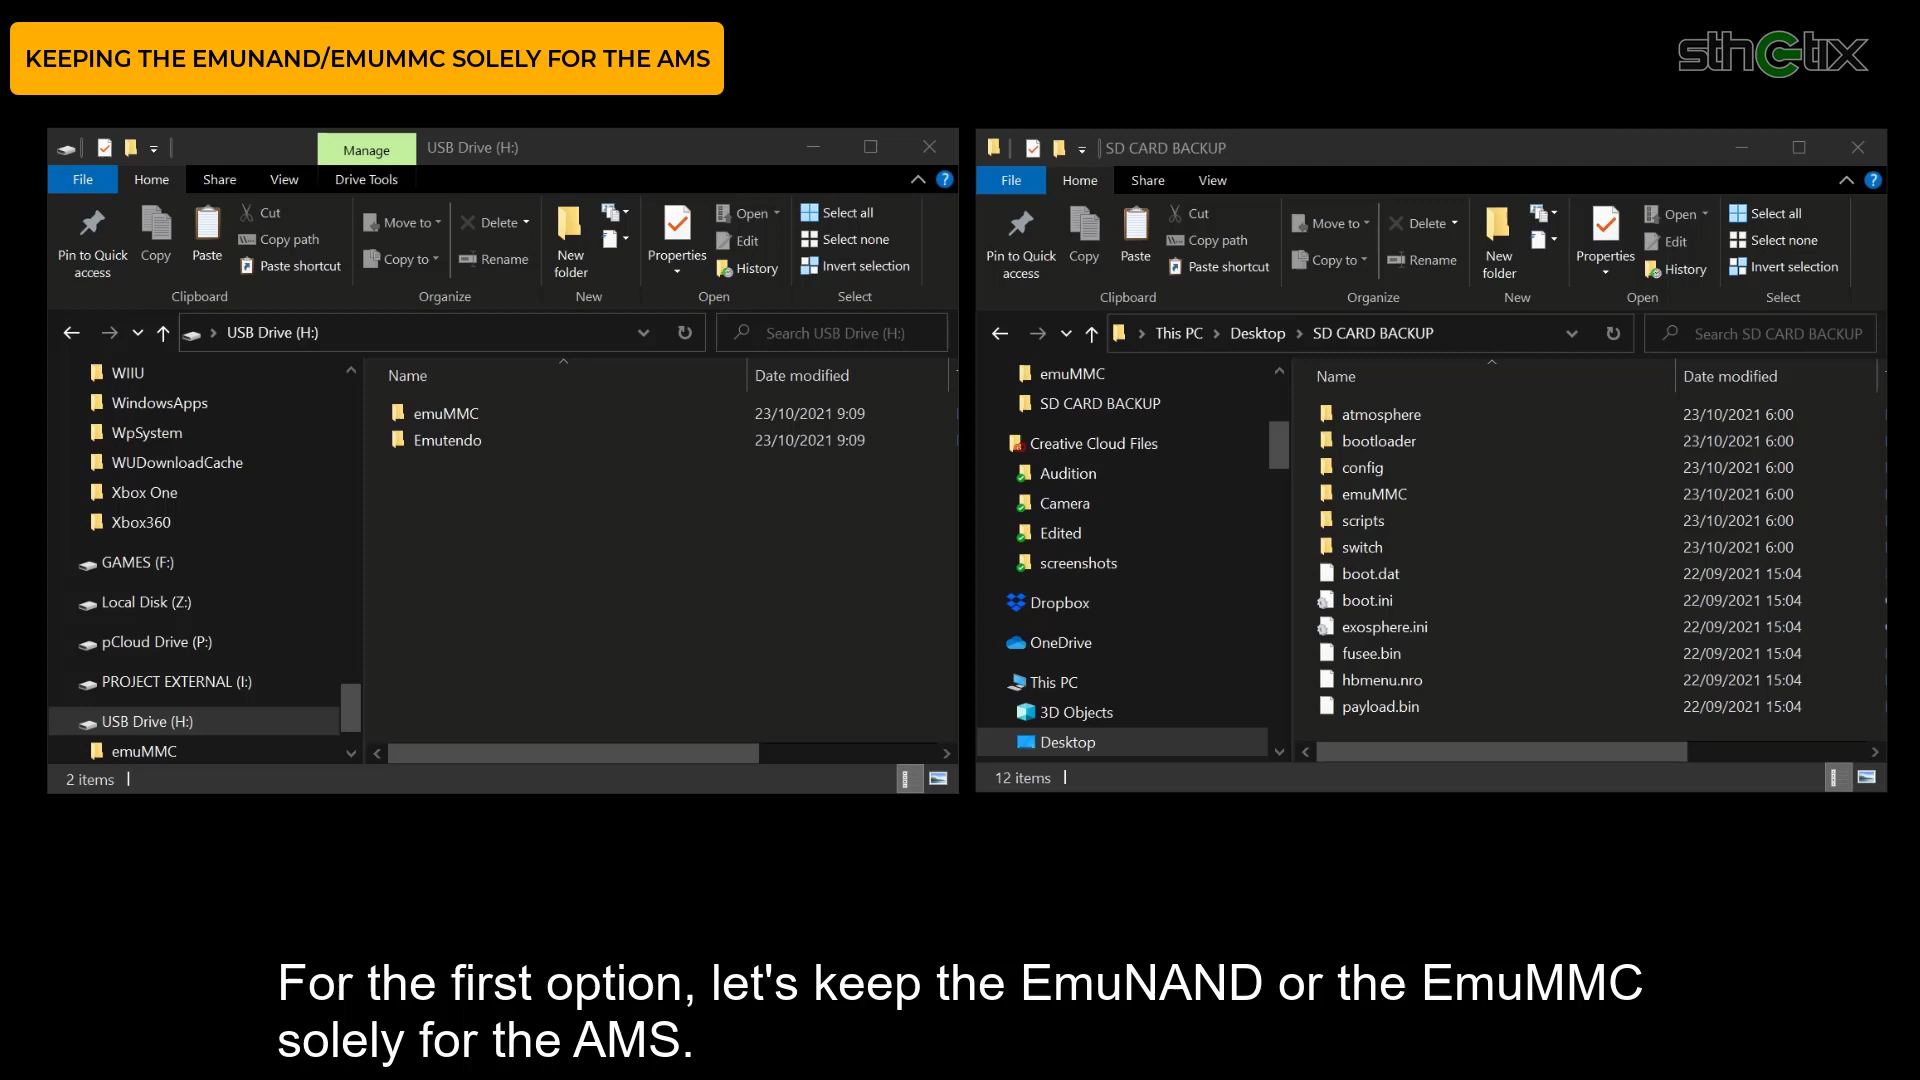 KEEPING THE EMUNAND/EMUMMC SOLELY FOR THE AMS
sthetix
Manage
USB Drive (H:)
File
Home
Share
View
Drive Tools
Pin to Quick access
Copy
Paste
Cut
Copy path
Paste shortcut
Move to
Copy to
Delete
Rename
New folder
Properties
Open
Edit
History
Select all
Select none
Invert selection
Clipboard
Organize
New
Open
Select
USB Drive (H:)
Search USB Drive (H:)
WIIU
WindowsApps
WpSystem
WUDownloadCache
Xbox One
Xbox360
GAMES (F:)
Local Disk (Z:)
pCloud Drive (P:)
PROJECT EXTERNAL (I:)
USB Drive (H:)
emuMMC
Name
Date modified
emuMMC 23/10/2021 9:09
Emutendo 23/10/2021 9:09
2 items
SD CARD BACKUP
File
Home
Share
View
Pin to Quick access
Copy
Paste
Cut
Copy path
Paste shortcut
Move to
Copy to
Delete
Rename
New folder
Properties
Open
Edit
History
Select all
Select none
Invert selection
Clipboard
Organize
New
Open
Select
This PC
Desktop
SD CARD BACKUP
Search SD CARD BACKUP
emuMMC
SD CARD BACKUP
Creative Cloud Files
Audition
Camera
Edited
screenshots
Dropbox
OneDrive
This PC
3D Objects
Desktop
Name
Date modified
atmosphere 23/10/2021 6:00
bootloader 23/10/2021 6:00
config 23/10/2021 6:00
emuMMC 23/10/2021 6:00
scripts 23/10/2021 6:00
switch 23/10/2021 6:00
boot.dat 22/09/2021 15:04
boot.ini 22/09/2021 15:04
exosphere.ini 22/09/2021 15:04
fusee.bin 22/09/2021 15:04
hbmenu.nro 22/09/2021 15:04
payload.bin 22/09/2021 15:04
12 items
For the first option, let's keep the EmuNAND or the EmuMMC
solely for the AMS.